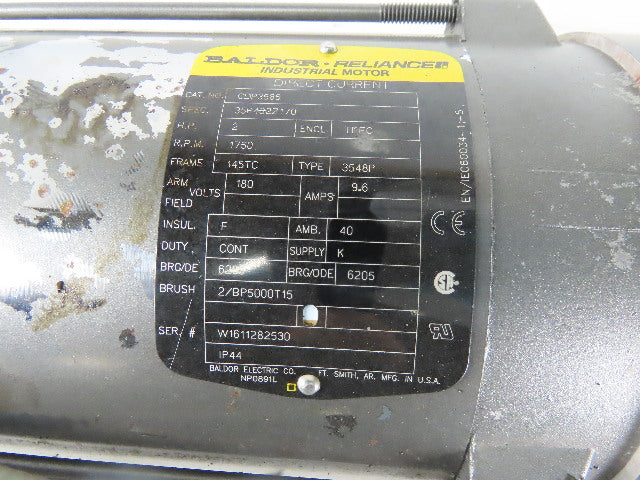 BALDOR · RELIANCE
INDUSTRIAL MOTOR
DIRECT CURRENT
CAT. NO.
SPEC.
H.P. 2 ENCL TEFC
R.P.M. 1750
FRAME 145TC TYPE 3548P
ARM VOLTS 180 AMPS 9.6
FIELD
INSUL. F AMB. 40
DUTY CONT SUPPLY K
BRG/DE BRG/ODE 6205
BRUSH 2/BP5000T15
SER. # W1611282530
IP44
BALDOR ELECTRIC CO. FT. SMITH, AR. MFG. IN U.S.A.
NP0891L
EN/IEC60034-1-5
CE